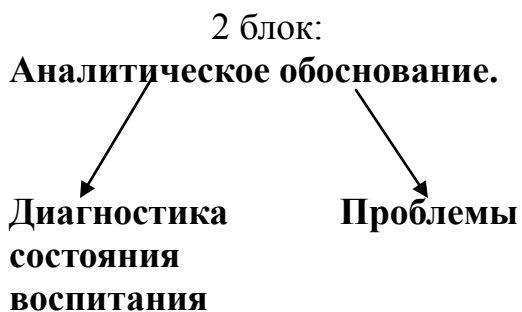 2 блок:
Аналитическое обоснование.
Диагностика
состояния
воспитания
Проблемы